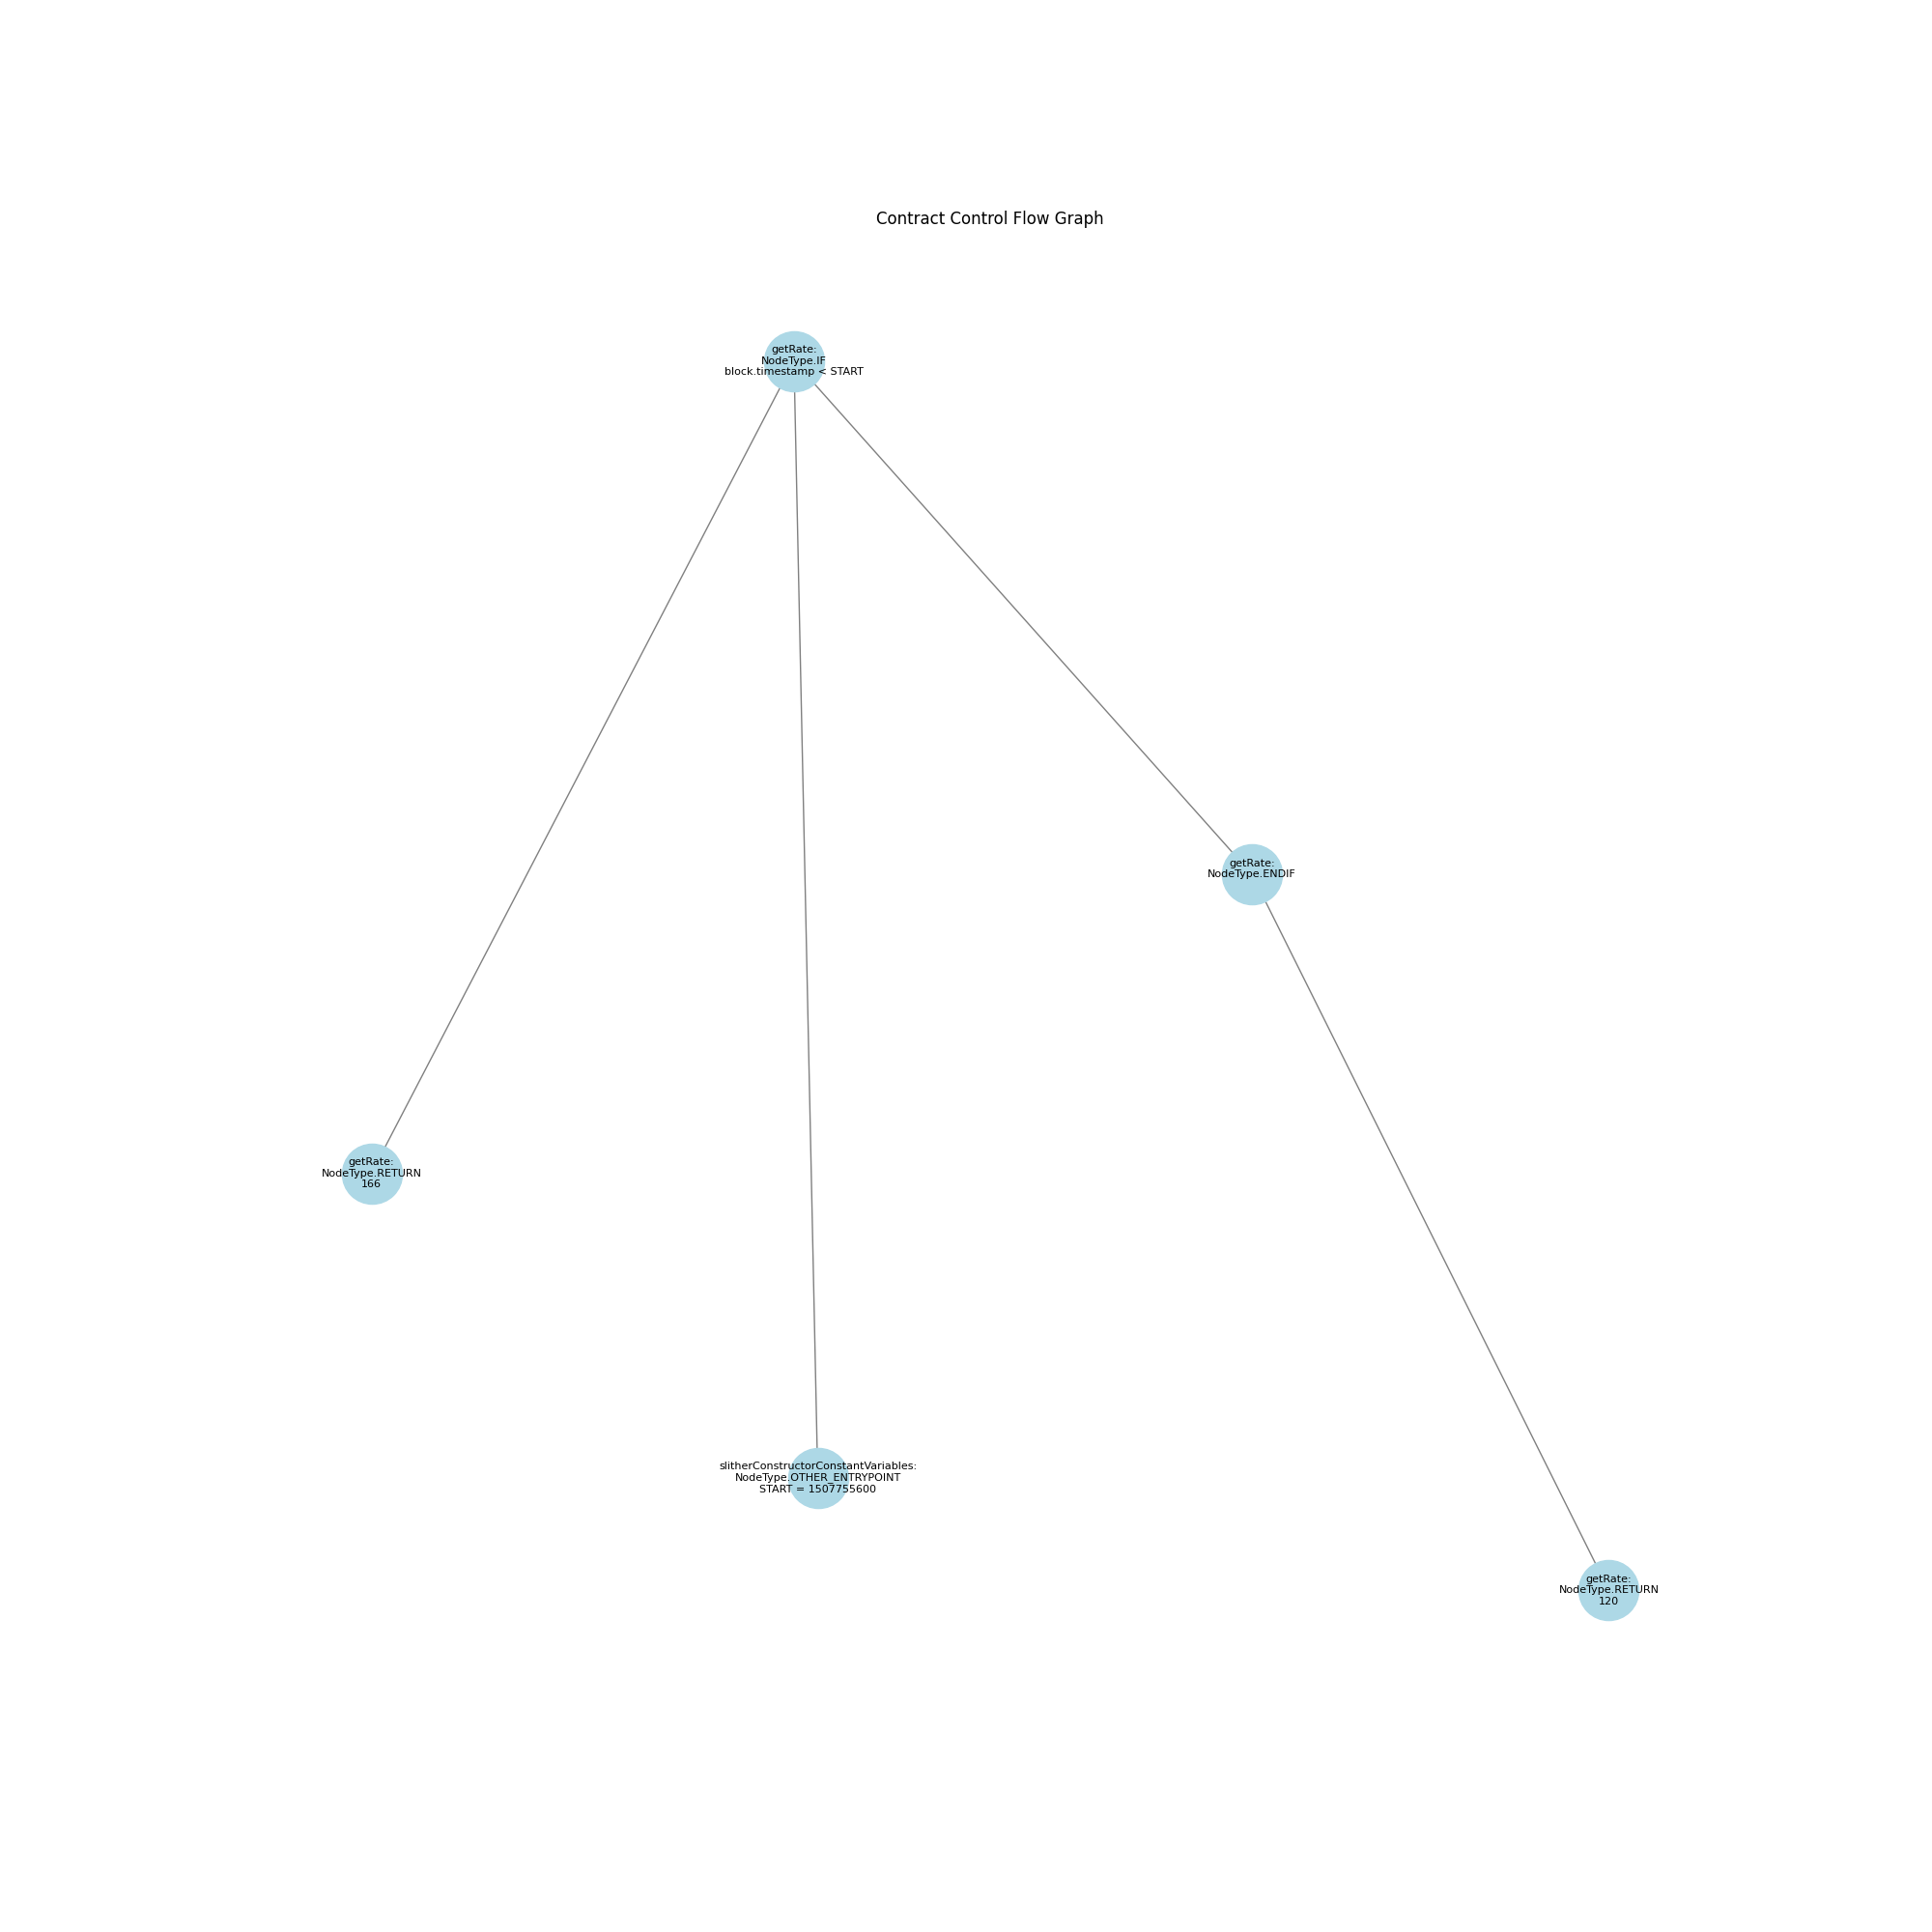 Contract Control Flow Graph
getRate:
NodeType.IF
block.timestamp < START
getRate:
NodeType.ENDIF
getRate:
NodeType.RETURN
166
slitherConstructorConstantVariables:
NodeType.OTHER_ENTRYPOINT
START = 1507755600
getRate:
NodeType.RETURN
120